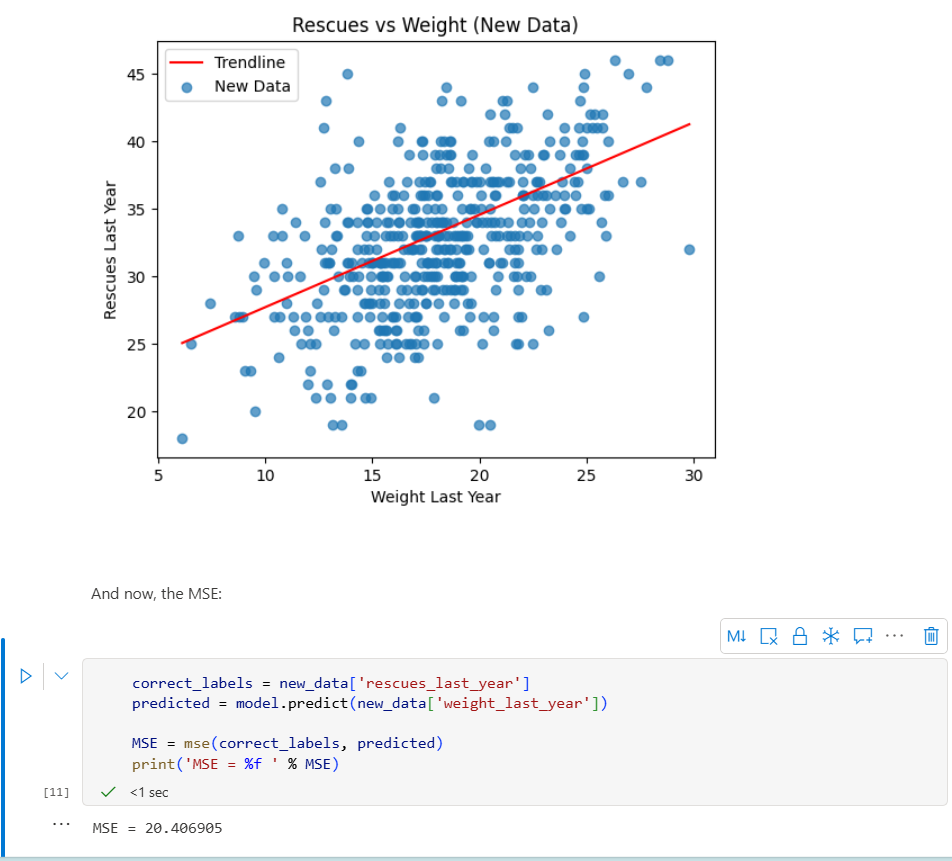 Rescues vs Weight (New Data)
Trendline
New Data
45
40
35
30
25
20
Rescues Last Year
5 10 15 20 25 30
Weight Last Year
And now, the MSE:
M↓
correct_labels = new_data['rescues_last_year']
predicted = model.predict(new_data['weight_last_year'])
MSE = mse(correct_labels, predicted)
print('MSE = %f ' % MSE)
[11] <1 sec
MSE = 20.406905